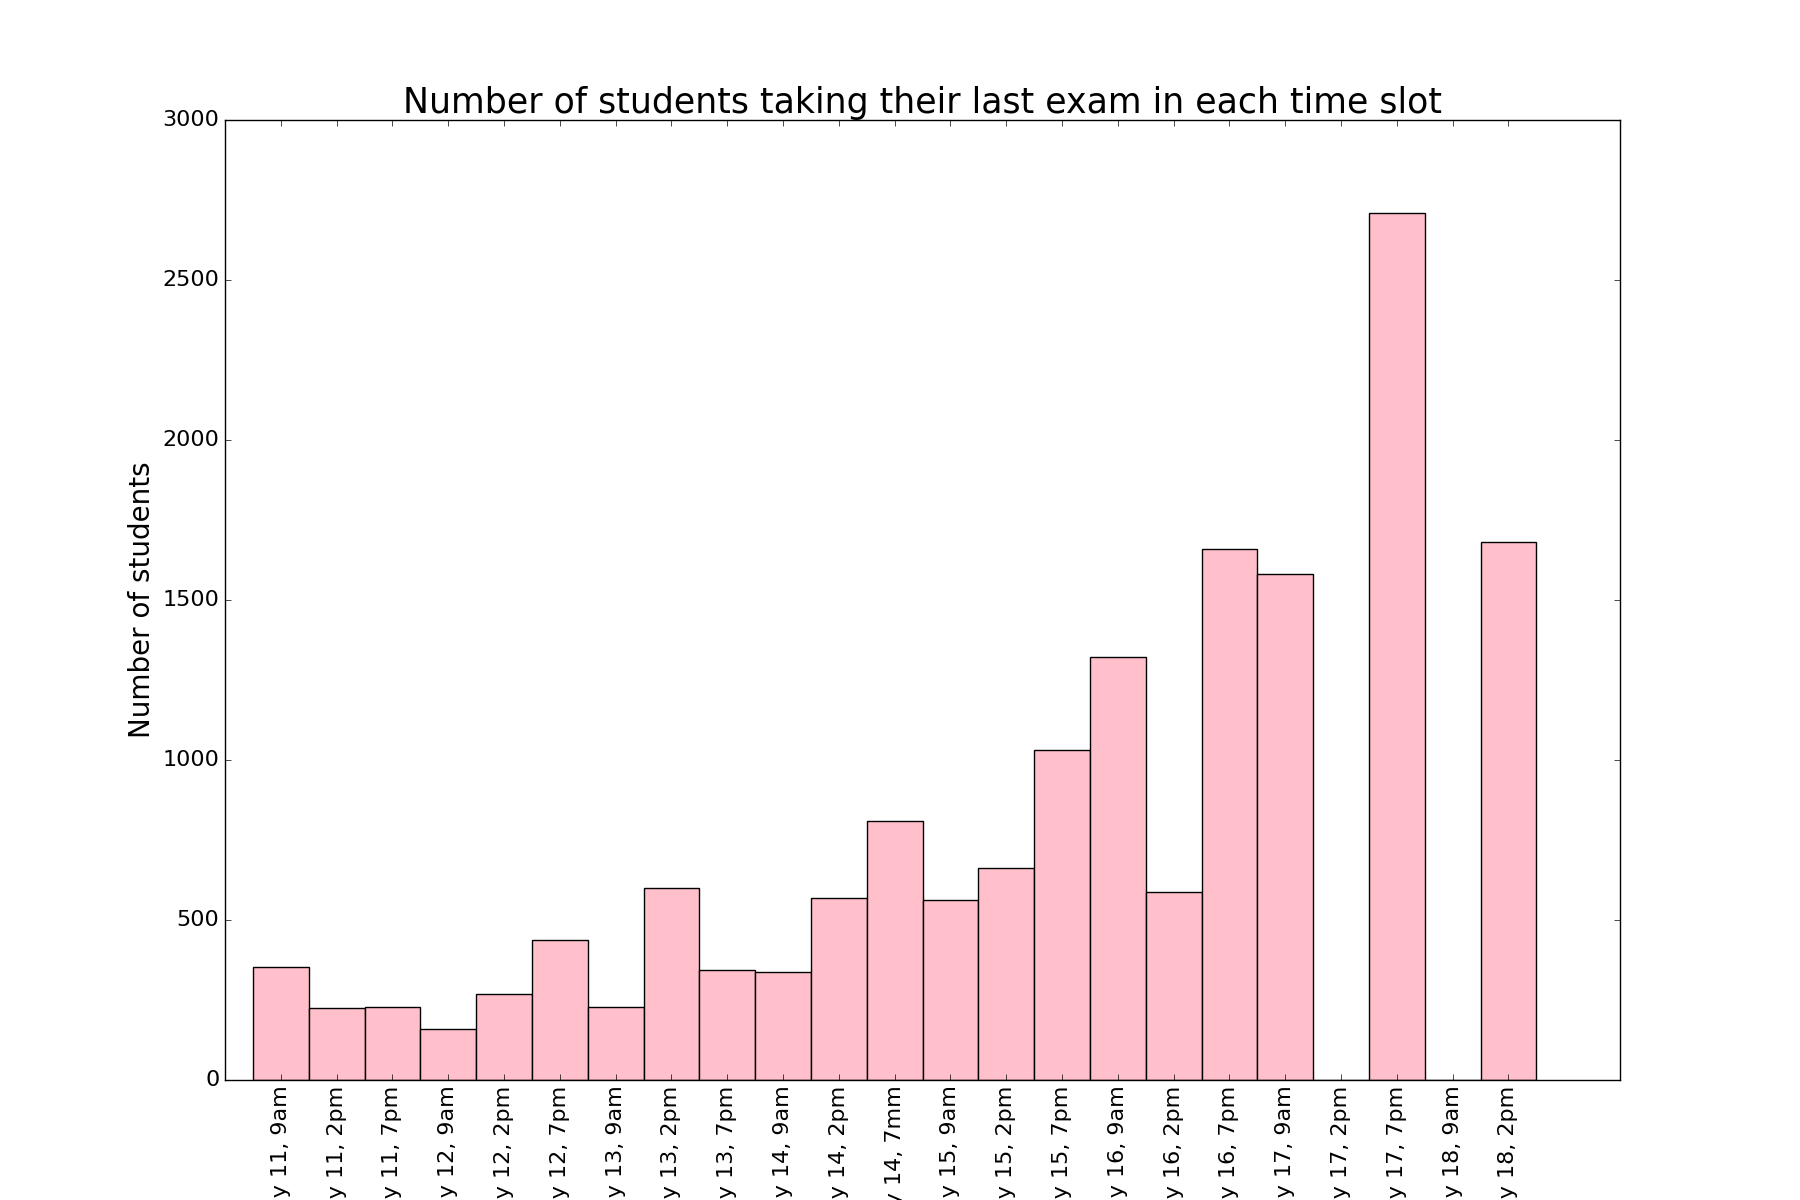 Number of students taking their last exam in each time slot
3000
2500
2000
1500
1000
500
0
Number of students
y 11, 9am
y 11, 2pm
y 11, 7pm
y 12, 9am
y 12, 2pm
y 12, 7pm
y 13, 9am
y 13, 2pm
y 13, 7pm
y 14, 9am
y 14, 2pm
y 14, 7mm
y 15, 9am
y 15, 2pm
y 15, 7pm
y 16, 9am
y 16, 2pm
y 16, 7pm
y 17, 9am
y 17, 2pm
y 17, 7pm
y 18, 9am
y 18, 2pm